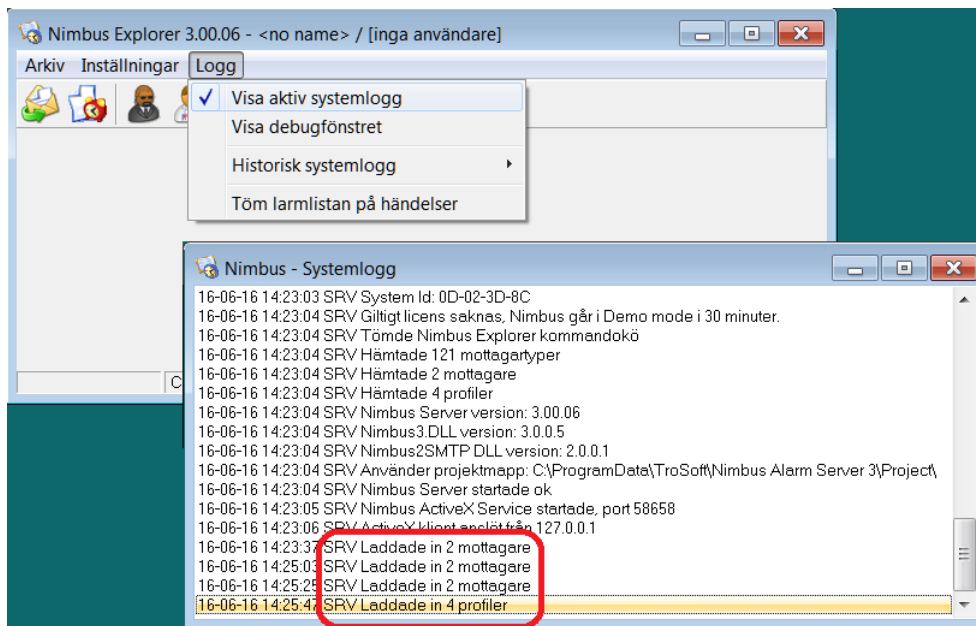 Nimbus Explorer 3.00.06 - <no name> / [inga användare]
Arkiv Inställningar Logg
Visa aktiv systemlogg
Visa debugfönstret
Historisk systemlogg
Töm larmlistan på händelser
C
Nimbus - Systemlogg
16-06-16 14:23:03 SRV System Id: 0D-02-3D-8C
16-06-16 14:23:04 SRV Giltigt licens saknas, Nimbus går i Demo mode i 30 minuter.
16-06-16 14:23:04 SRV Tömde Nimbus Explorer kommandokö
16-06-16 14:23:04 SRV Hämtade 121 mottagartyper
16-06-16 14:23:04 SRV Hämtade 2 mottagare
16-06-16 14:23:04 SRV Hämtade 4 profiler
16-06-16 14:23:04 SRV Nimbus Server version: 3.00.06
16-06-16 14:23:04 SRV Nimbus3.DLL version: 3.0.0.5
16-06-16 14:23:04 SRV Nimbus2SMTP DLL version: 2.0.0.1
16-06-16 14:23:04 SRV Använder projektmapp: C:\ProgramData\TroSoft\Nimbus Alarm Server 3\Project\
16-06-16 14:23:04 SRV Nimbus Server startade ok
16-06-16 14:23:05 SRV Nimbus ActiveX Service startade, port 58658
16-06-16 14:23:06 SRV ActiveX klient anslöt från 127.0.0.1
16-06-16 14:23:37 SRV Laddade in 2 mottagare
16-06-16 14:25:03 SRV Laddade in 2 mottagare
16-06-16 14:25:25 SRV Laddade in 2 mottagare
16-06-16 14:25:47 SRV Laddade in 4 profiler